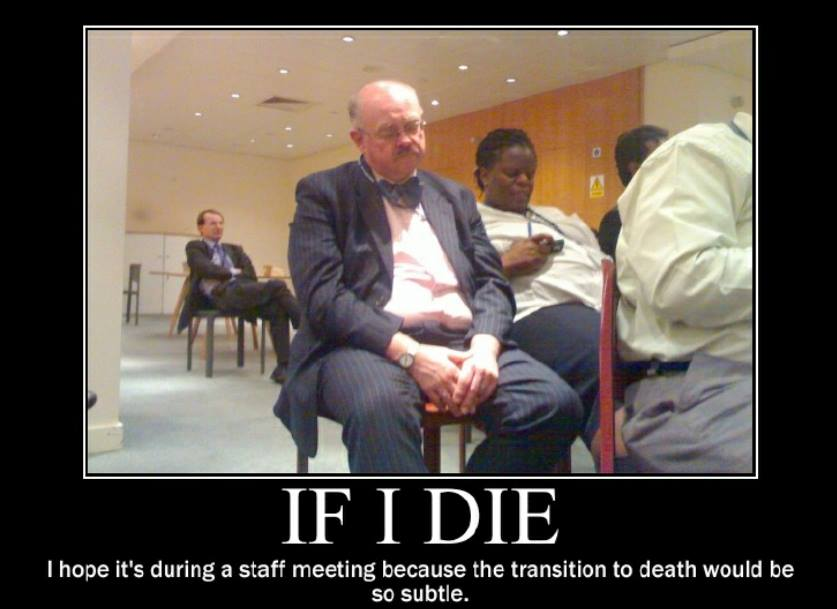 IF I DIE
I hope it's during a staff meeting because the transition to death would be
so subtle.